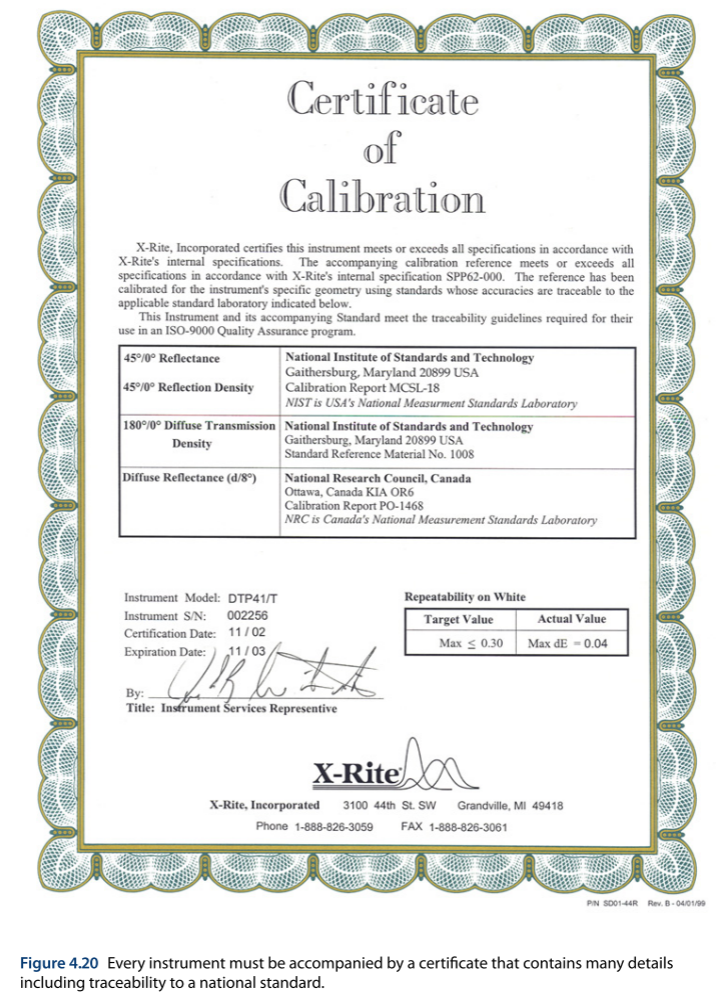 Certificate
of
Calibration
X-Rite, Incorporated certifies this instrument meets or exceeds all specifications in accordance with
X-Rite's internal specifications. The accompanying calibration reference meets or exceeds all
specifications in accordance with X-Rite's internal specification SPP62-000. The reference has been
calibrated for the instrument's specific geometry using standards whose accuracies are traceable to the
applicable standard laboratory indicated below.
This Instrument and its accompanying Standard meet the traceability guidelines required for their
use in an ISO-9000 Quality Assurance program.
45°/0° Reflectance
45°/0° Reflection Density
National Institute of Standards and Technology
Gaithersburg, Maryland 20899 USA
Calibration Report MCSL-18
NIST is USA's National Measurment Standards Laboratory
180°/0° Diffuse Transmission
Density
National Institute of Standards and Technology
Gaithersburg, Maryland 20899 USA
Standard Reference Material No. 1008
Diffuse Reflectance (d/8°)
National Research Council, Canada
Ottawa, Canada KIA OR6
Calibration Report PO-1468
NRC is Canada's National Measurement Standards Laboratory
Instrument Model: DTP41/T
Instrument S/N: 002256
Certification Date: 11 / 02
Expiration Date: 11 / 03
By:
Title: Instrument Services Representive
Repeatability on White
Target Value Actual Value
Max ≤ 0.30 Max dE = 0.04
X-Rite
X-Rite, Incorporated 3100 44th St. SW Grandville, MI 49418
Phone 1-888-826-3059 FAX 1-888-826-3061
P/N SD01-44R Rev. B - 04/01/99
Figure 4.20 Every instrument must be accompanied by a certificate that contains many details
including traceability to a national standard.